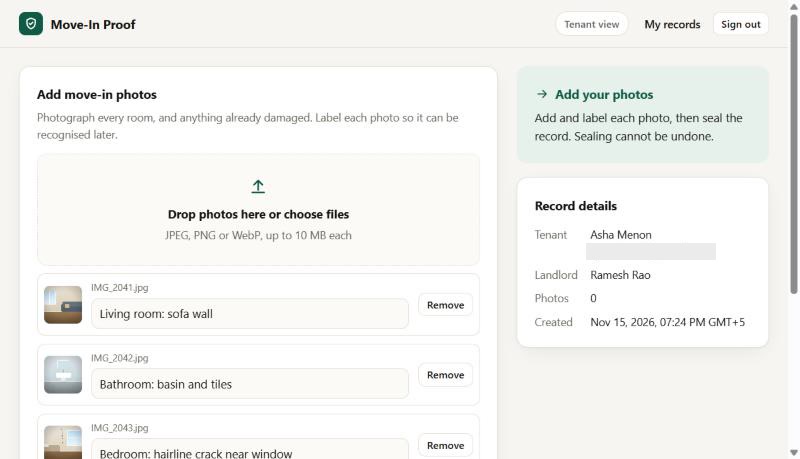 Move-In Proof
Tenant view
My records
Sign out
Add move-in photos
Photograph every room, and anything already damaged. Label each photo so it can be
recognised later.
Drop photos here or choose files
JPEG, PNG or WebP, up to 10 MB each
IMG_2041.jpg
Living room: sofa wall
Remove
IMG_2042.jpg
Bathroom: basin and tiles
Remove
IMG_2043.jpg
Bedroom: hairline crack near window
Remove
→ Add your photos
Add and label each photo, then seal the
record. Sealing cannot be undone.
Record details
Tenant Asha Menon
Landlord Ramesh Rao
Photos 0
Created Nov 15, 2026, 07:24 PM GMT+5